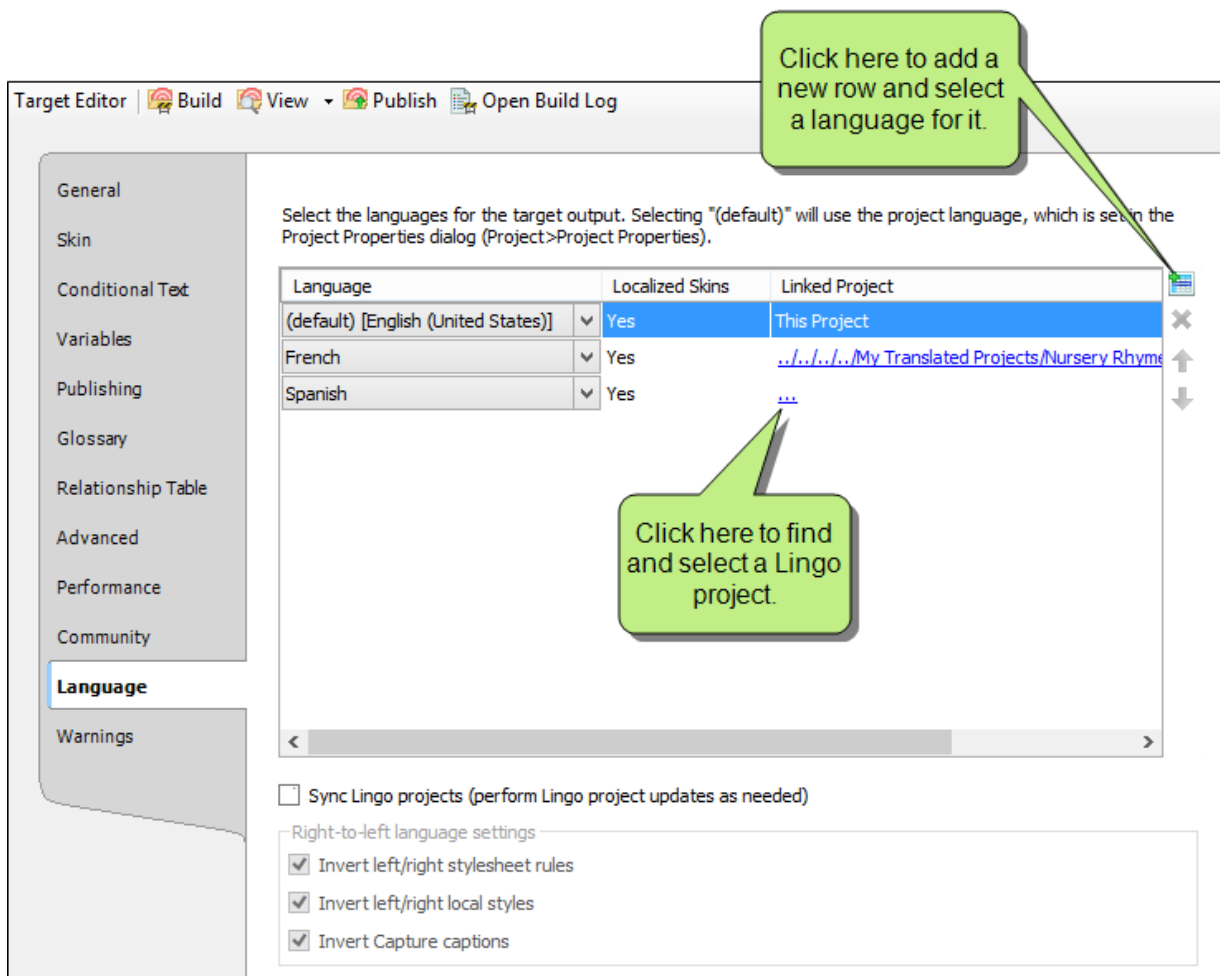 Click here to add a
new row and select
a language for it.
Target Editor Build View Publish Open Build Log
General
Skin
Conditional Text
Variables
Publishing
Glossary
Relationship Table
Advanced
Performance
Community
Language
Warnings
Select the languages for the target output. Selecting "(default)" will use the project language, which is set in the
Project Properties dialog (Project>Project Properties).
Language Localized Skins Linked Project
(default) [English (United States)] Yes This Project
French Yes ../../../../My Translated Projects/Nursery Rhyme
Spanish Yes ...
Click here to find
and select a Lingo
project.
Sync Lingo projects (perform Lingo project updates as needed)
Right-to-left language settings
Invert left/right stylesheet rules
Invert left/right local styles
Invert Capture captions